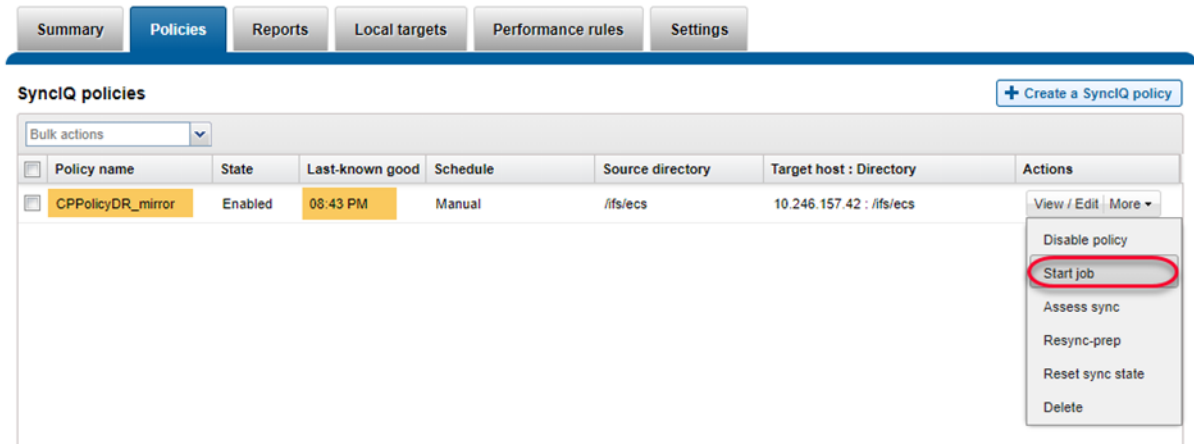 Summary Policies Reports Local targets Performance rules Settings
SyncIQ policies
+ Create a SyncIQ policy
Bulk actions
Policy name State Last-known good Schedule Source directory Target host : Directory Actions
CPPolicyDR_mirror Enabled 08:43 PM Manual /ifs/ecs 10.246.157.42 : /ifs/ecs View / Edit More
Disable policy
Start job
Assess sync
Resync-prep
Reset sync state
Delete